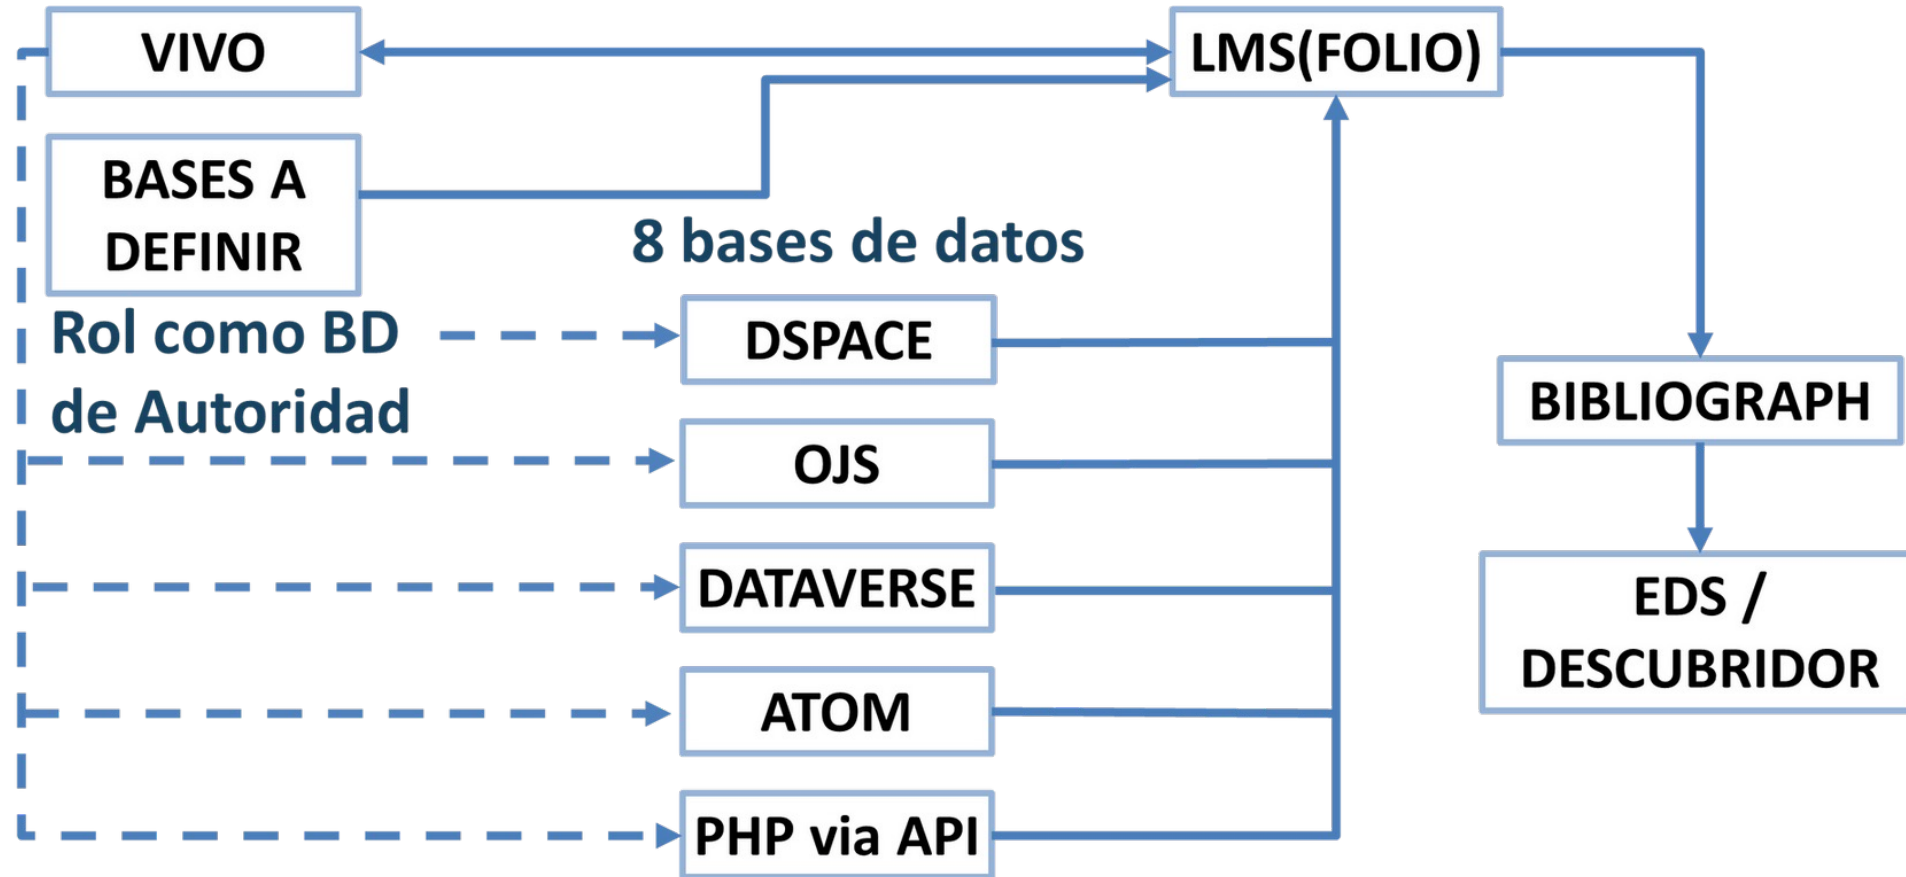 VIVO
LMS(FOLIO)
BASES A
DEFINIR
8 bases de datos
Rol como BD
de Autoridad
DSPACE
OJS
DATAVERSE
ATOM
PHP via API
BIBLIOGRAPH
EDS /
DESCUBRIDOR